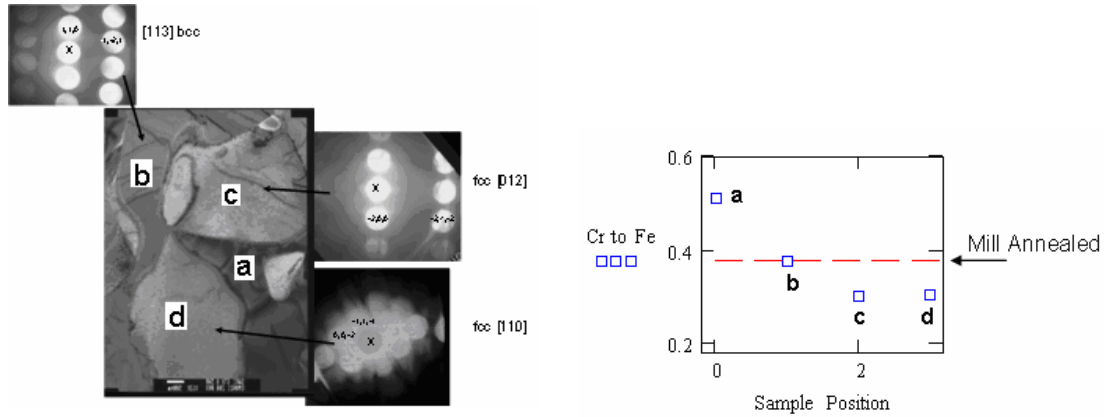 [113] bcc
b
c
fcc [012]
a
d
fcc [110]
0.6
a
Cr to Fe
0.4
Mill Annealed
b
c
d
0.2
0
2
Sample Position